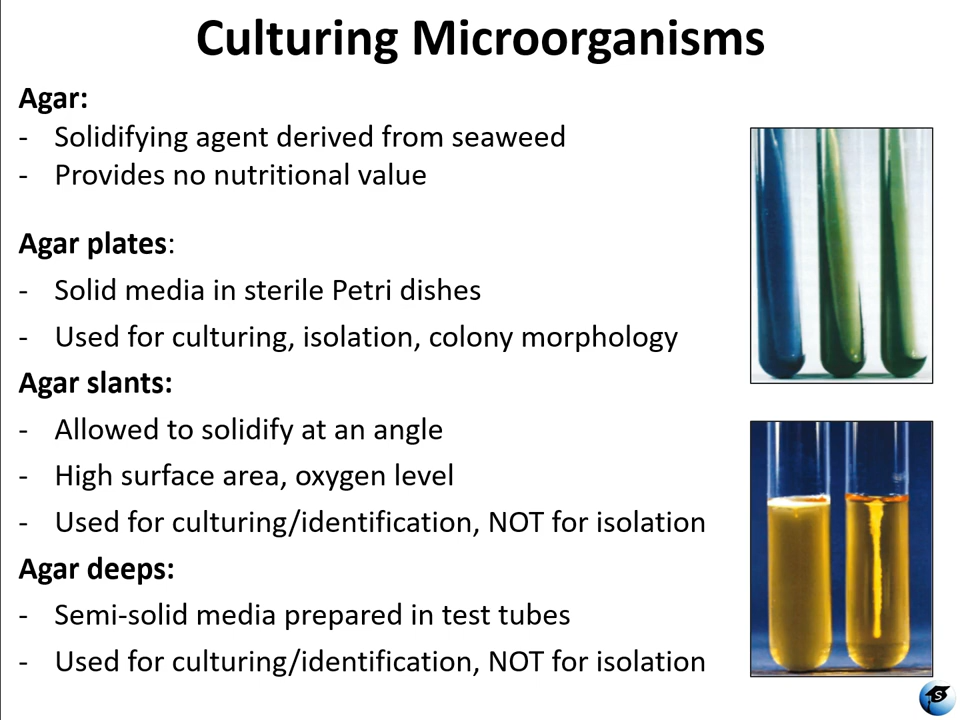 Culturing Microorganisms
Agar:
- Solidifying agent derived from seaweed
- Provides no nutritional value
Agar plates:
- Solid media in sterile Petri dishes
- Used for culturing, isolation, colony morphology
Agar slants:
- Allowed to solidify at an angle
- High surface area, oxygen level
- Used for culturing/identification, NOT for isolation
Agar deeps:
- Semi-solid media prepared in test tubes
- Used for culturing/identification, NOT for isolation
S